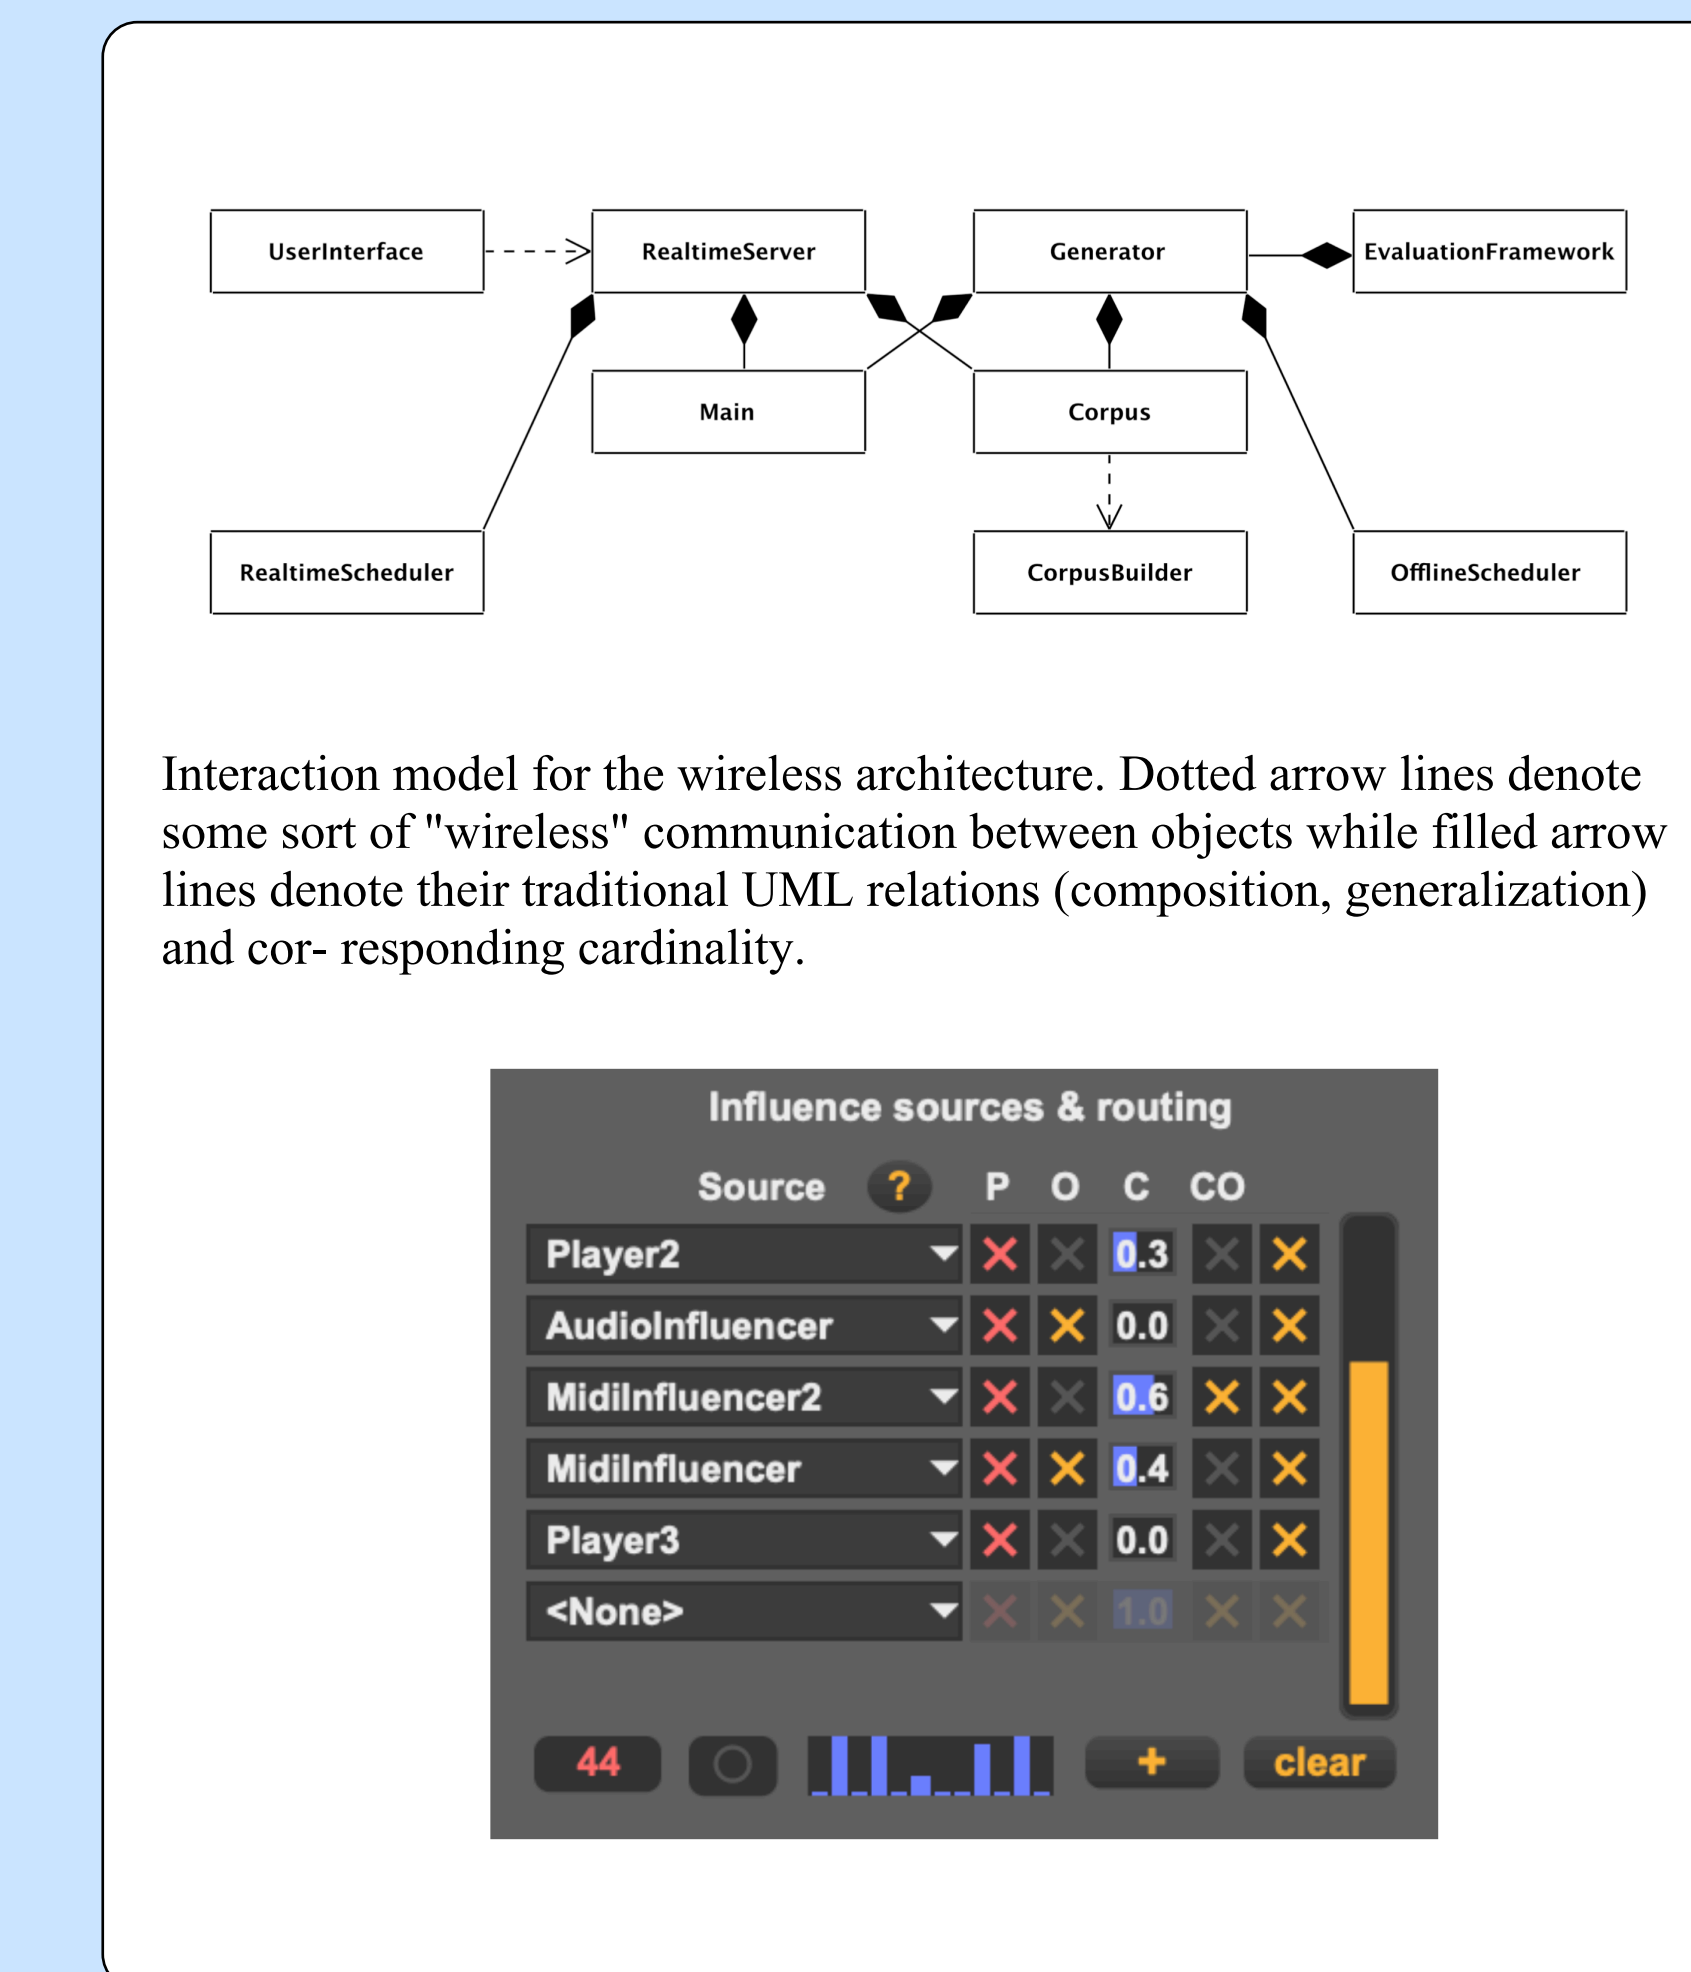 UserInterface
RealtimeServer
Generator
EvaluationFramework
Main
Corpus
RealtimeScheduler
CorpusBuilder
OfflineScheduler
Interaction model for the wireless architecture. Dotted arrow lines denote
some sort of "wireless" communication between objects while filled arrow
lines denote their traditional UML relations (composition, generalization)
and cor- responding cardinality.
Influence sources & routing
Source ? P O C CO
Player2 0.3
AudioInfluencer 0.0
MidiInfluencer2 0.6
MidiInfluencer 0.4
Player3 0.0
<None> 1.0
44 + clear